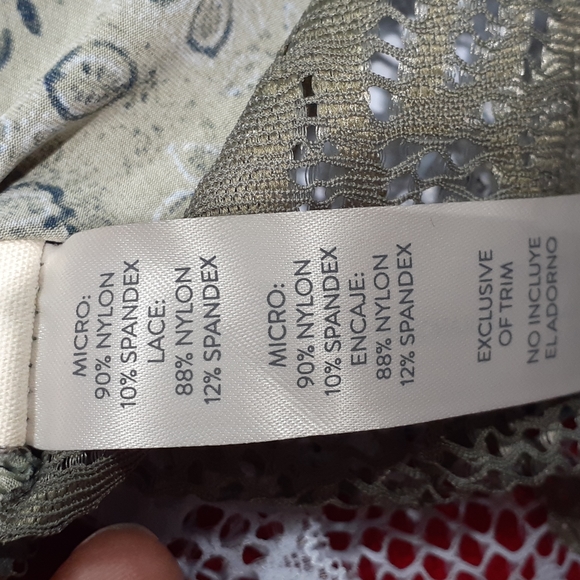 MICRO:
90% NYLON
10% SPANDEX
LACE:
88% NYLON
12% SPANDEX
MICRO:
90% NYLON
10% SPANDEX
ENCAJE:
88% NYLON
12% SPANDEX
EXCLUSIVE
OF TRIM
NO INCLUYE
EL ADORNO